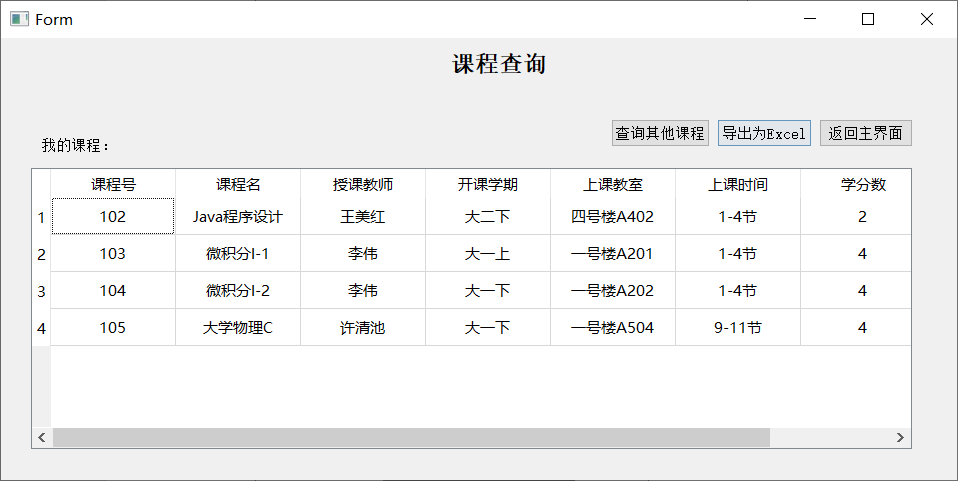 Form
课程查询
查询其他课程 导出为Excel 返回主界面
我的课程：
课程号 课程名 授课教师 开课学期 上课教室 上课时间 学分数
1 102 Java程序设计 王美红 大二下 四号楼A402 1-4节 2
2 103 微积分I-1 李伟 大一上 一号楼A201 1-4节 4
3 104 微积分I-2 李伟 大一下 一号楼A202 1-4节 4
4 105 大学物理C 许清池 大一下 一号楼A504 9-11节 4